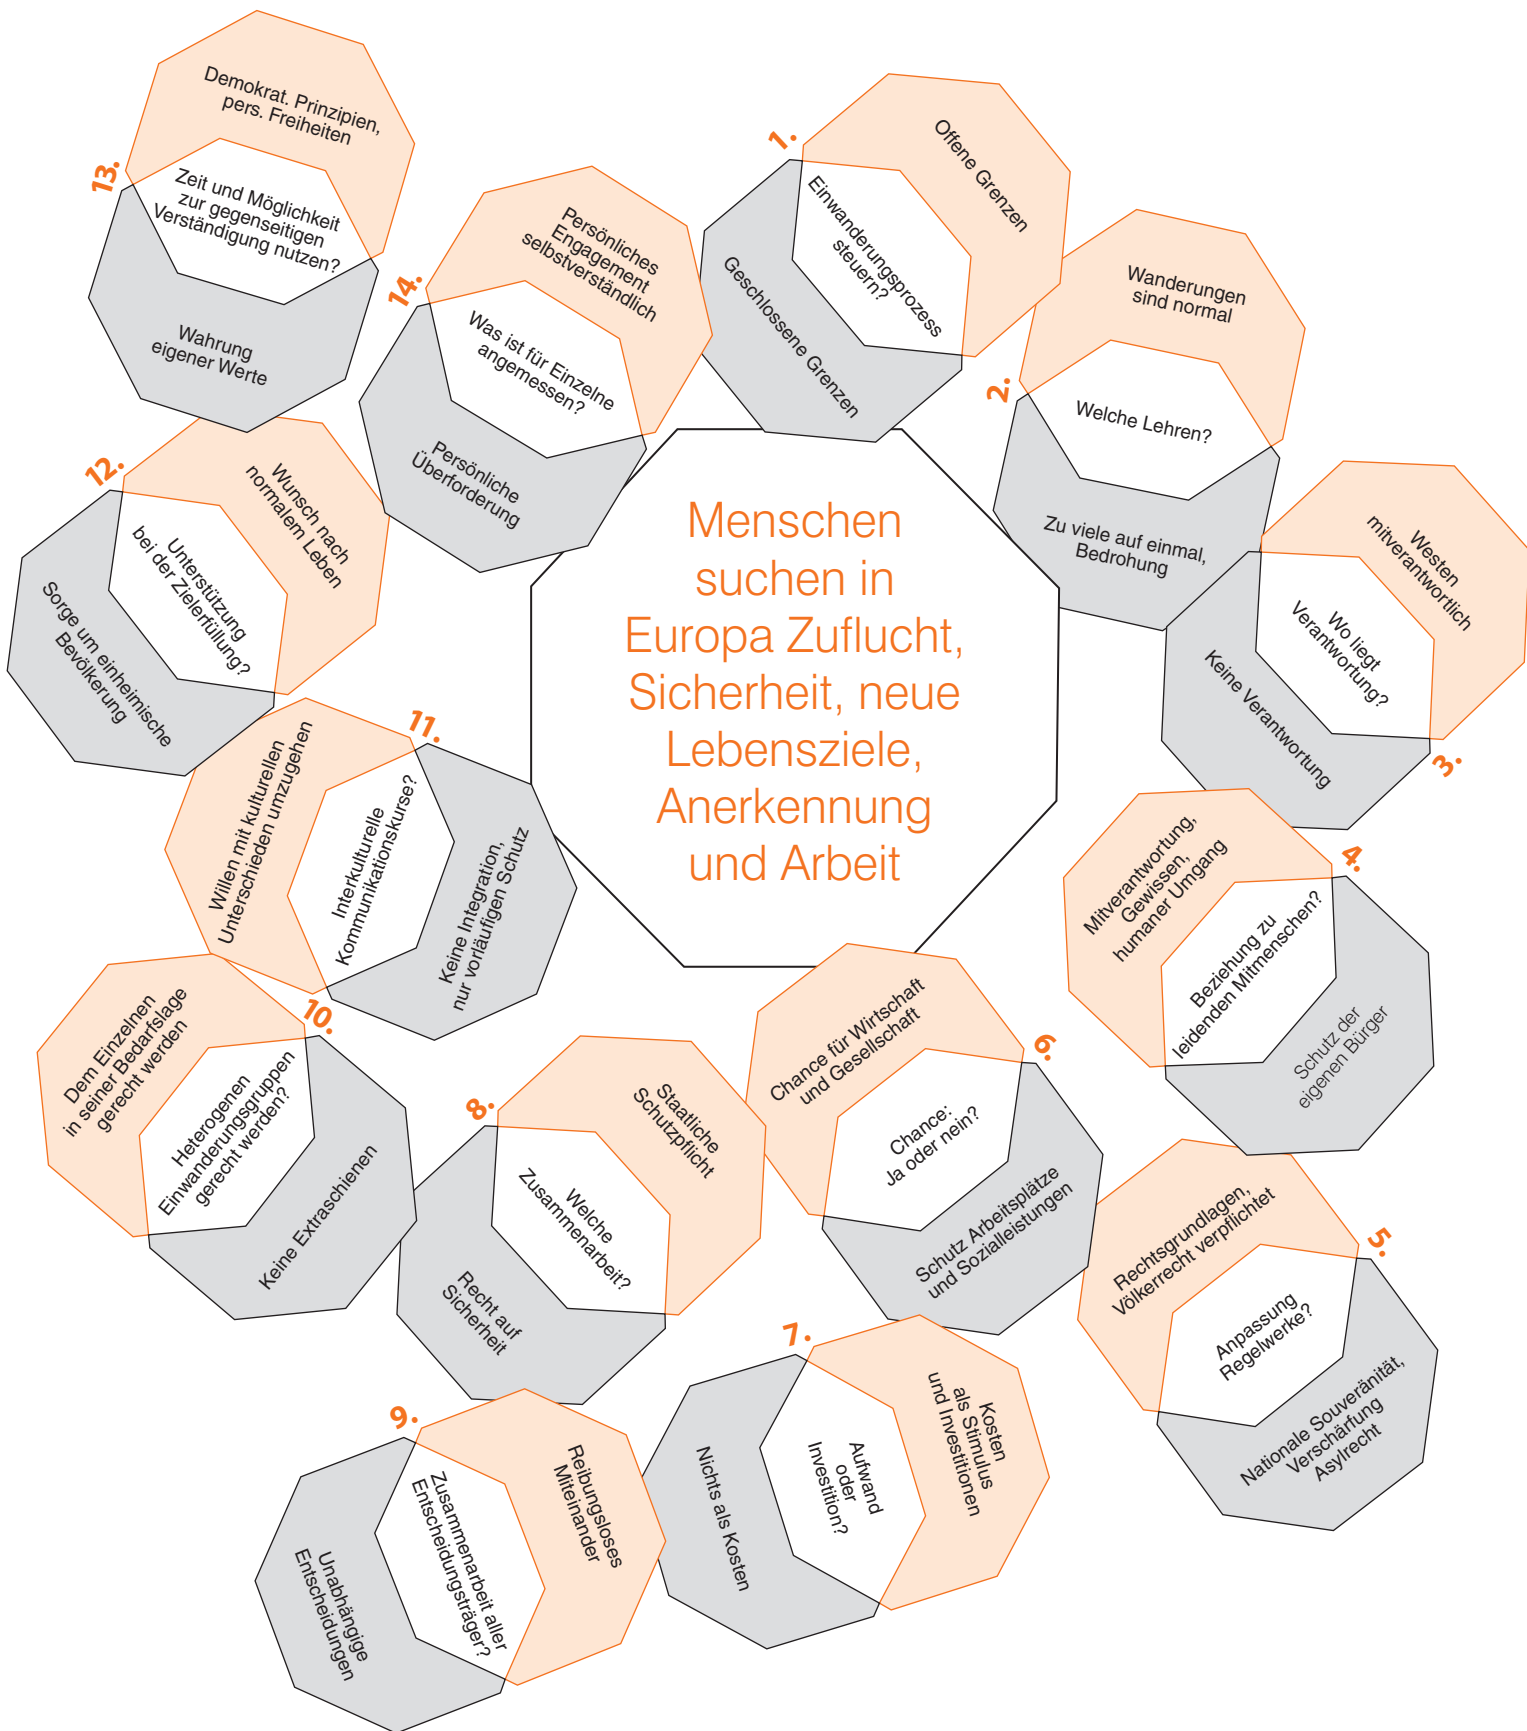 Menschen
suchen in
Europa Zuflucht,
Sicherheit, neue
Lebensziele,
Anerkennung
und Arbeit
1.
Offene Grenzen
Einwanderungsprozess
steuern?
Geschlossene Grenzen
2.
Wanderungen
sind normal
Welche Lehren?
Zu viele auf einmal,
Bedrohung
3.
Westen
mitverantwortlich
Wo liegt
Verantwortung?
Keine Verantwortung
4.
Mitverantwortung,
Gewissen,
humaner Umgang
Beziehung zu
leidenden Mitmenschen?
Schutz der
eigenen Bürger
5.
Rechtsgrundlagen,
Völkerrecht verpflichtet
Anpassung
Regelwerke?
Nationale Souveränität,
Verschärfung
Asylrecht
6.
Chance für Wirtschaft
und Gesellschaft
Chance:
Ja oder nein?
Schutz Arbeitsplätze
und Sozialleistungen
7.
Kosten
als Stimulus
und Investitionen
Aufwand
oder
Investition?
Nichts als Kosten
8.
Staatliche
Schutzpflicht
Welche
Zusammenarbeit?
Recht auf
Sicherheit
9.
Reibungsloses
Miteinander
Zusammenarbeit aller
Entscheidungsträger?
Unabhängige
Entscheidungen
10.
Dem Einzelnen
in seiner Bedarfslage
gerecht werden
Heterogenen
Einwanderungsgruppen
gerecht werden?
Keine Extraschienen
11.
Willen mit kulturellen
Unterschieden umzugehen
Interkulturelle
Kommunikationskurse?
Keine Integration,
nur vorläufigen Schutz
12.
Wunsch nach
normalem Leben
Unterstützung
bei der Zielerfüllung?
Sorge um einheimische
Bevölkerung
13.
Demokrat. Prinzipien,
pers. Freiheiten
Zeit und Möglichkeit
zur gegenseitigen
Verständigung nutzen?
Wahrung
eigener Werte
14.
Persönliches
Engagement
selbstverständlich
Was ist für Einzelne
angemessen?
Persönliche
Überforderung